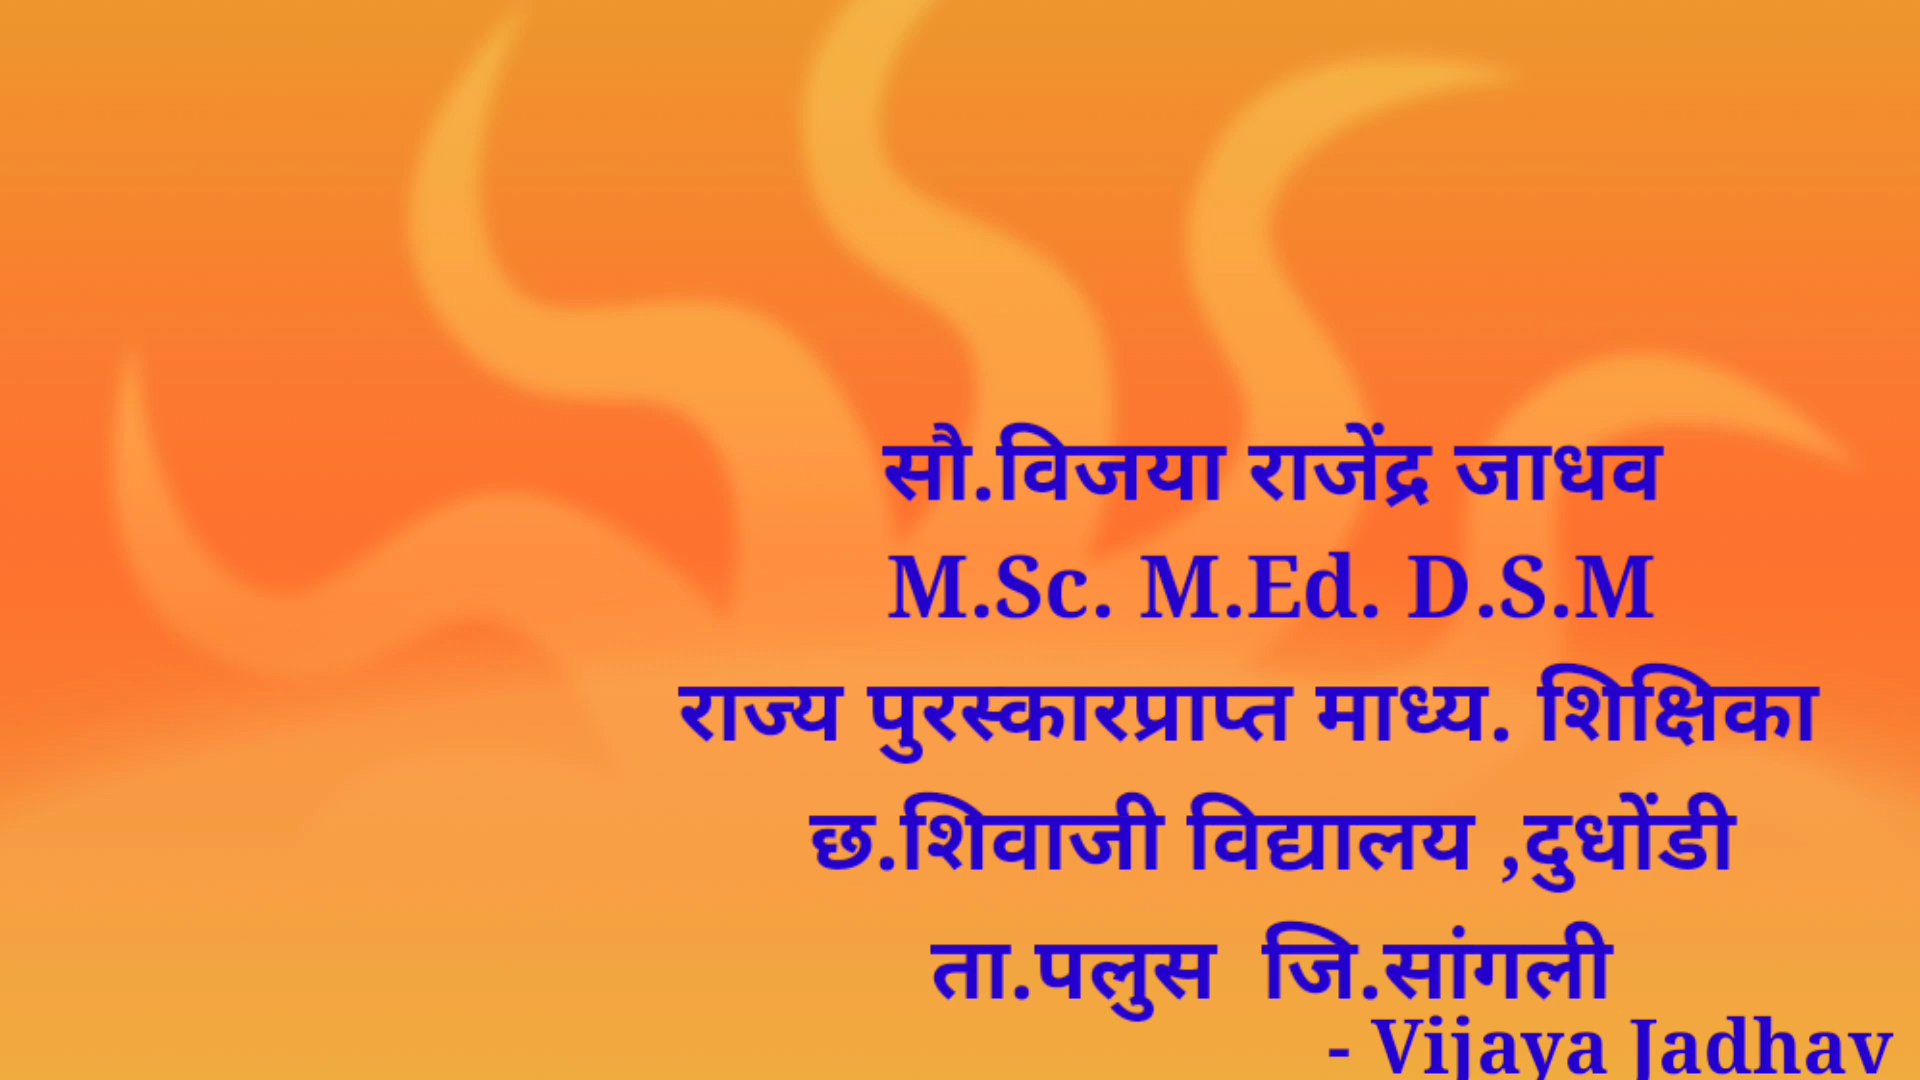 सौ.विजया राजेंद्र जाधव
M.Sc. M.Ed. D.S.M
राज्य पुरस्कारप्राप्त माध्य. शिक्षिका
छ.शिवाजी विद्यालय ,दुधोंडी
ता.पलुस  जि.सांगली
- Vijaya Jadhav